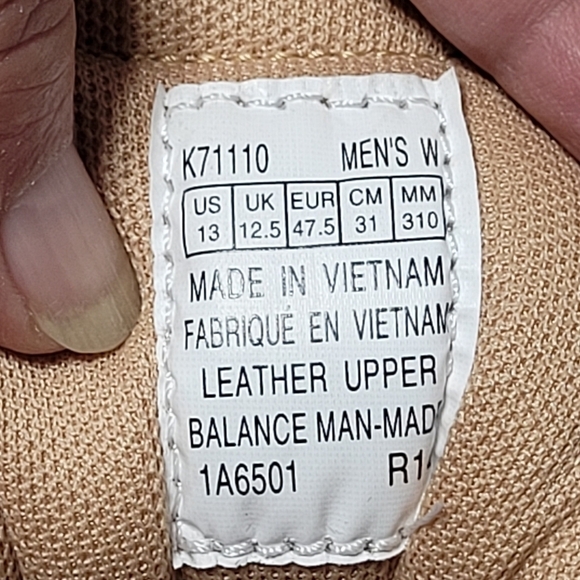 K71110 MEN'S W
US UK EUR CM MM
13 12.5 47.5 31 310
MADE IN VIETNAM
FABRIQUÉ EN VIETNAM
LEATHER UPPER
BALANCE MAN-MAD
1A6501 R1